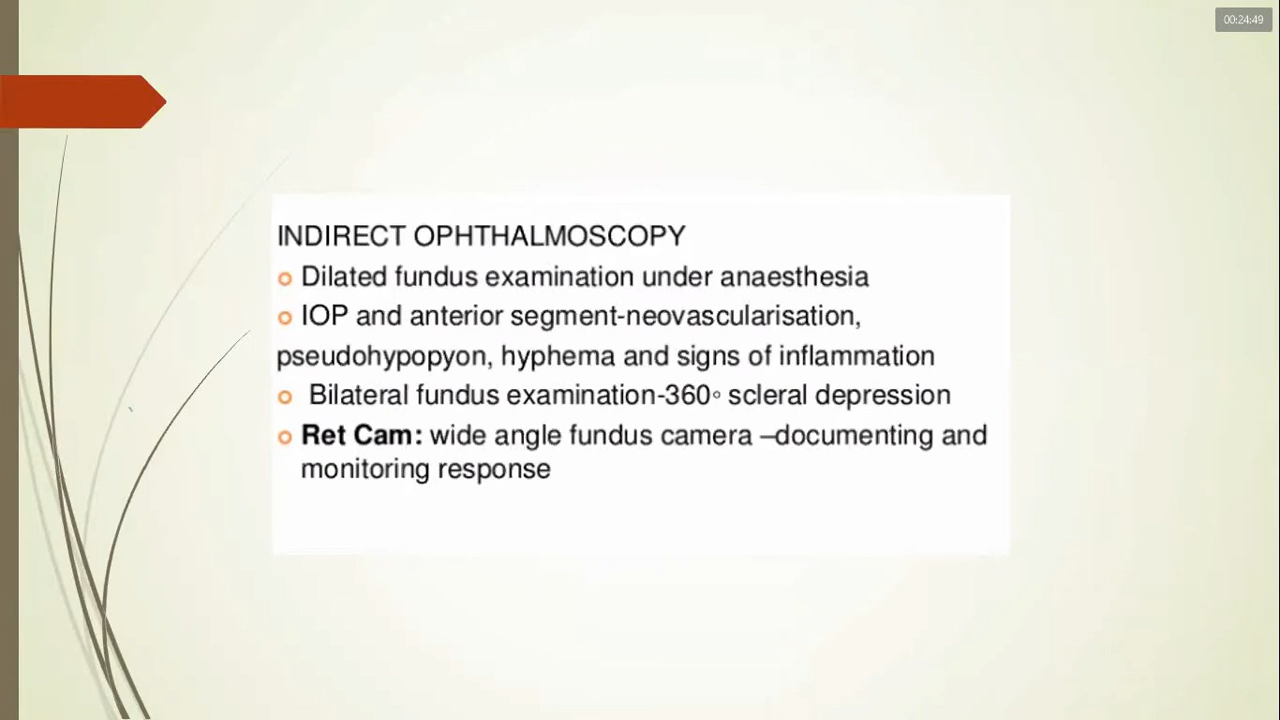 00:24:49
INDIRECT OPHTHALMOSCOPY
Dilated fundus examination under anaesthesia
IOP and anterior segment-neovascularisation,
pseudohypopyon, hyphema and signs of inflammation
Bilateral fundus examination-360◦ scleral depression
Ret Cam: wide angle fundus camera –documenting and
monitoring response